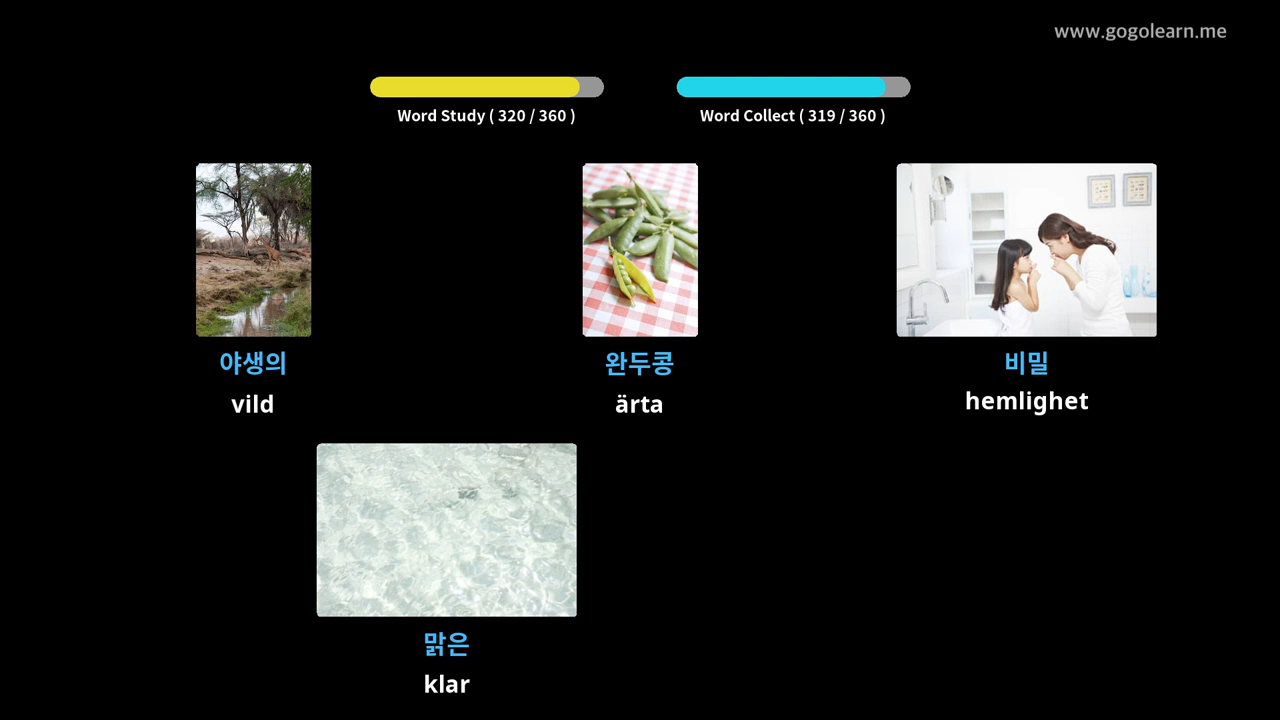 www.gogolearn.me
Word Study ( 320 / 360 )
Word Collect ( 319 / 360 )
야생의
vild
완두콩
ärta
비밀
hemlighet
맑은
klar